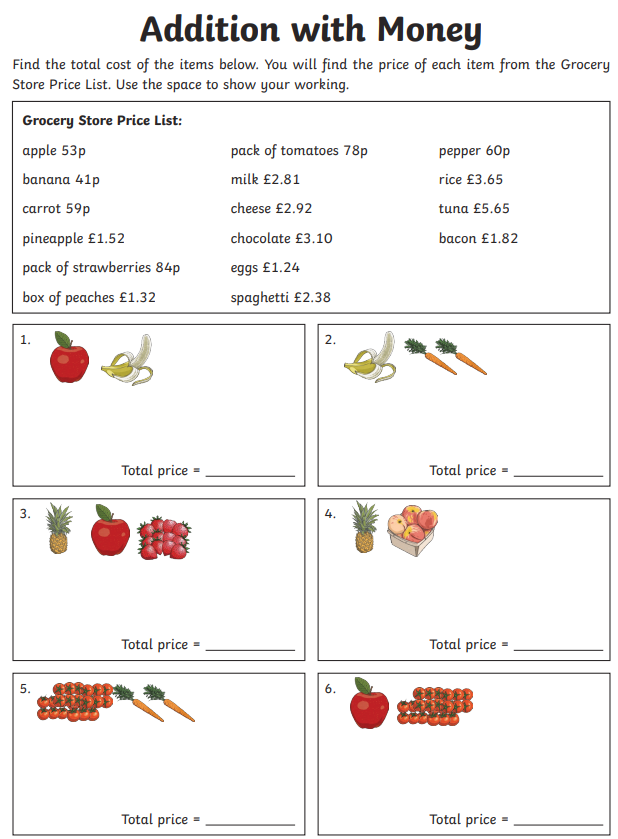 Addition with Money
Find the total cost of the items below. You will find the price of each item from the Grocery
Store Price List. Use the space to show your working.
Grocery Store Price List:
apple 53p
banana 41p
carrot 59p
pineapple £1.52
pack of strawberries 84p
box of peaches £1.32
pack of tomatoes 78p
milk £2.81
cheese £2.92
chocolate £3.10
eggs £1.24
spaghetti £2.38
pepper 60p
rice £3.65
tuna £5.65
bacon £1.82
1.
Total price = ___________
2.
Total price = ___________
3.
Total price = ___________
4.
Total price = ___________
5.
Total price = ___________
6.
Total price = ___________